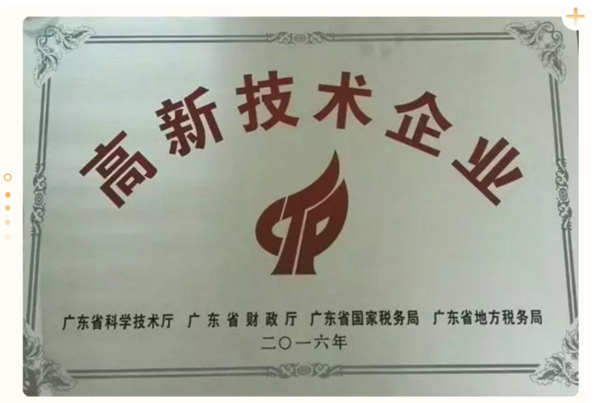 高新技术企业
CTP
广东省科学技术厅 广东省财政厅 广东省国家税务局 广东省地方税务局
二〇一六年